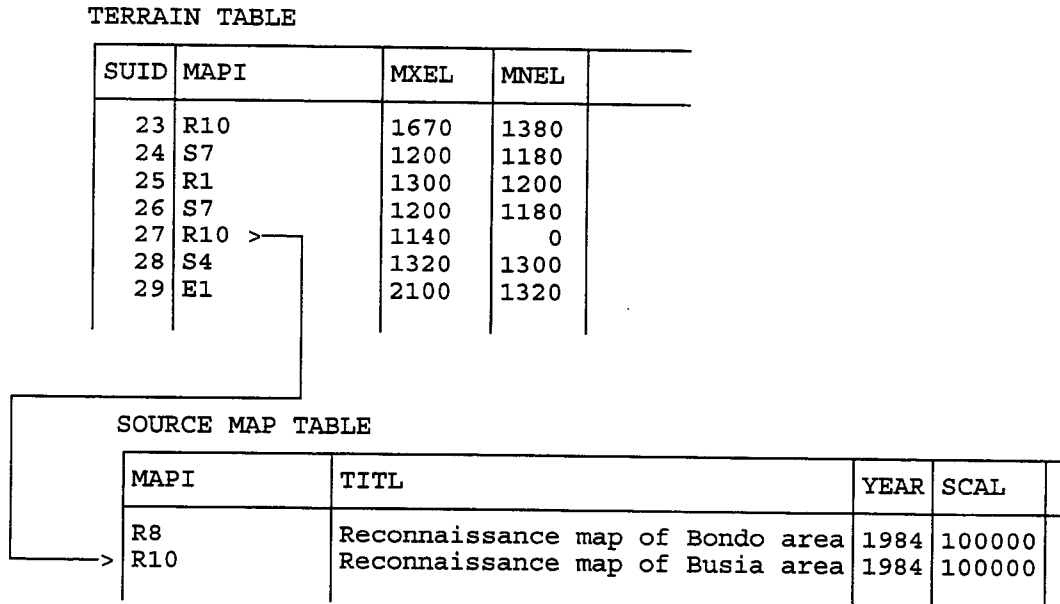 TERRAIN TABLE
SUID MAPI MXEL MNEL
23 R10 1670 1380
24 S7 1200 1180
25 R1 1300 1200
26 S7 1200 1180
27 R10 > 1140 0
28 S4 1320 1300
29 E1 2100 1320
SOURCE MAP TABLE
MAPI TITL YEAR SCAL
R8 Reconnaissance map of Bondo area 1984 100000
> R10 Reconnaissance map of Busia area 1984 100000